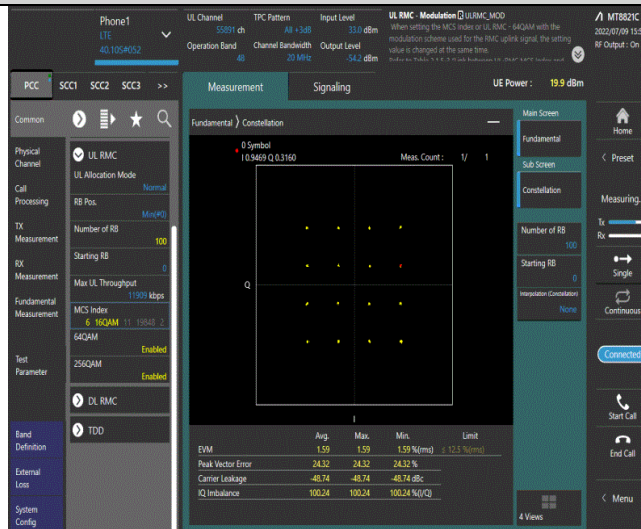 Phone1
LTE
40.105#052
UL Channel
55891 ch
TPC Pattern
All +3dB
Input Level
33.0 dBm
Operation Band
48
Channel Bandwidth
20 MHz
Output Level
-54.2 dBm
UL RMC - Modulation ULRMC_MOD
When setting the MCS index or UL RMC - 64QAM with the
modulation scheme used for the RMC uplink signal, the setting
value is changed at the same time.
MT8821C
2022/07/09 15:5
RF Output : On
PCC
SCC1
SCC2
SCC3
>>
Measurement
Signaling
UE Power : 19.9 dBm
Common
Physical
Channel
Call
Processing
TX
Measurement
RX
Measurement
Fundamental
Measurement
Test
Parameter
Band
Definition
External
Loss
System
Config
UL RMC
UL Allocation Mode
Normal
RB Pos.
Min(#0)
Number of RB
100
Starting RB
0
Max UL Throughput
11909 kbps
MCS Index
6 16QAM 11 19848 2
64QAM
Enabled
256QAM
Enabled
DL RMC
TDD
Fundamental > Constellation
0 Symbol
I 0.9469 Q 0.3160
Meas. Count : 1/ 1
Q
I
Avg. Max. Min. Limit
EVM 1.59 1.59 1.59 %(rms) ≤ 12.5 %(rms)
Peak Vector Error 24.32 24.32 24.32 %
Carrier Leakage -48.74 -48.74 -48.74 dBc
IQ Imbalance 100.24 100.24 100.24 %(I/Q)
Main Screen
Fundamental
Sub Screen
Constellation
Number of RB
100
Starting RB
0
Interpolation (Constellation)
None
4 Views
Home
< Preset
Measuring..
Tx
Rx
Single
Continuous
Connected
Start Call
End Call
< Menu